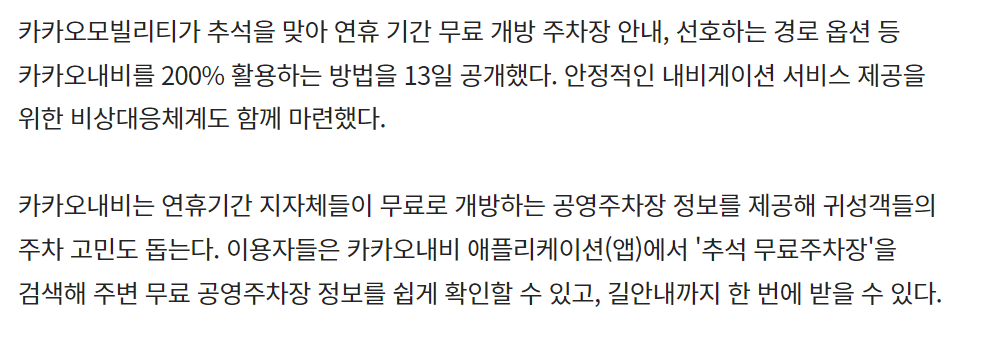 카카오모빌리티가 추석을 맞아 연휴 기간 무료 개방 주차장 안내, 선호하는 경로 옵션 등
카카오내비를 200% 활용하는 방법을 13일 공개했다. 안정적인 내비게이션 서비스 제공을
위한 비상대응체계도 함께 마련했다.
카카오내비는 연휴기간 지자체들이 무료로 개방하는 공영주차장 정보를 제공해 귀성객들의
주차 고민도 돕는다. 이용자들은 카카오내비 애플리케이션(앱)에서 '추석 무료주차장'을
검색해 주변 무료 공영주차장 정보를 쉽게 확인할 수 있고, 길안내까지 한 번에 받을 수 있다.